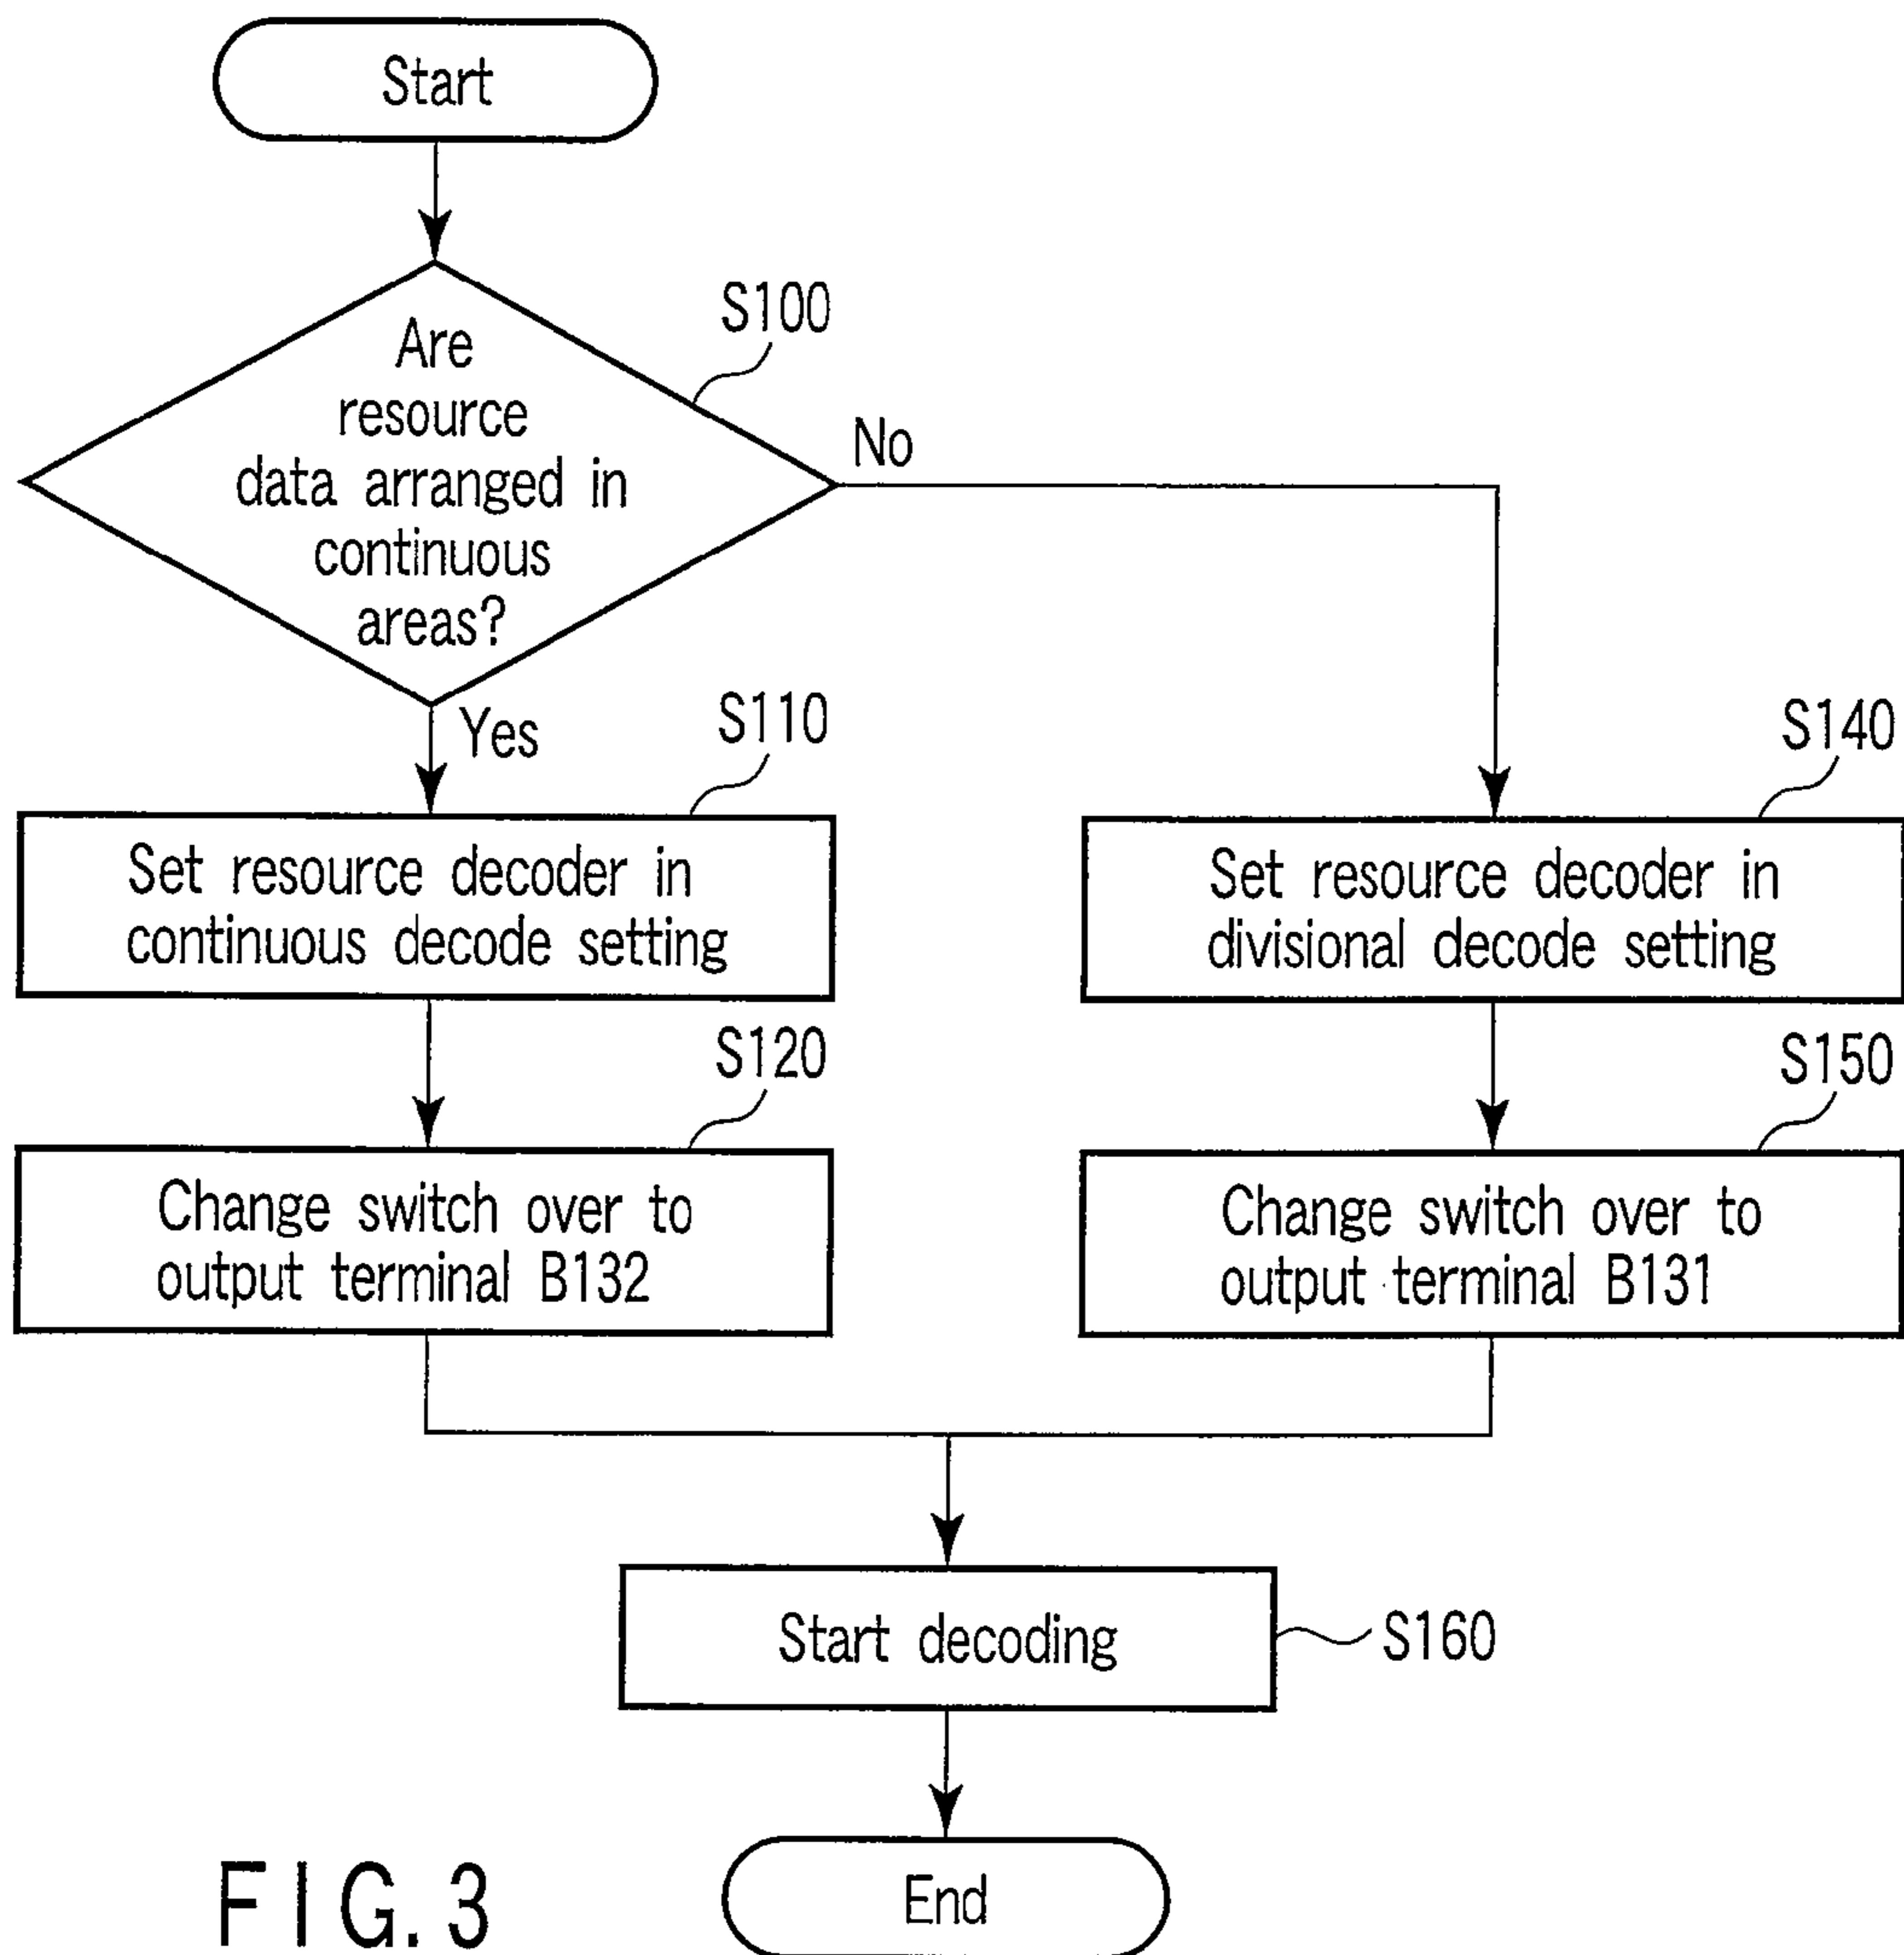 Start
S100
Are
resource
data arranged in
continuous
areas?
No
Yes
S110
Set resource decoder in
continuous decode setting
S140
Set resource decoder in
divisional decode setting
S120
Change switch over to
output terminal B132
S150
Change switch over to
output terminal B131
Start decoding
S160
End
FIG. 3